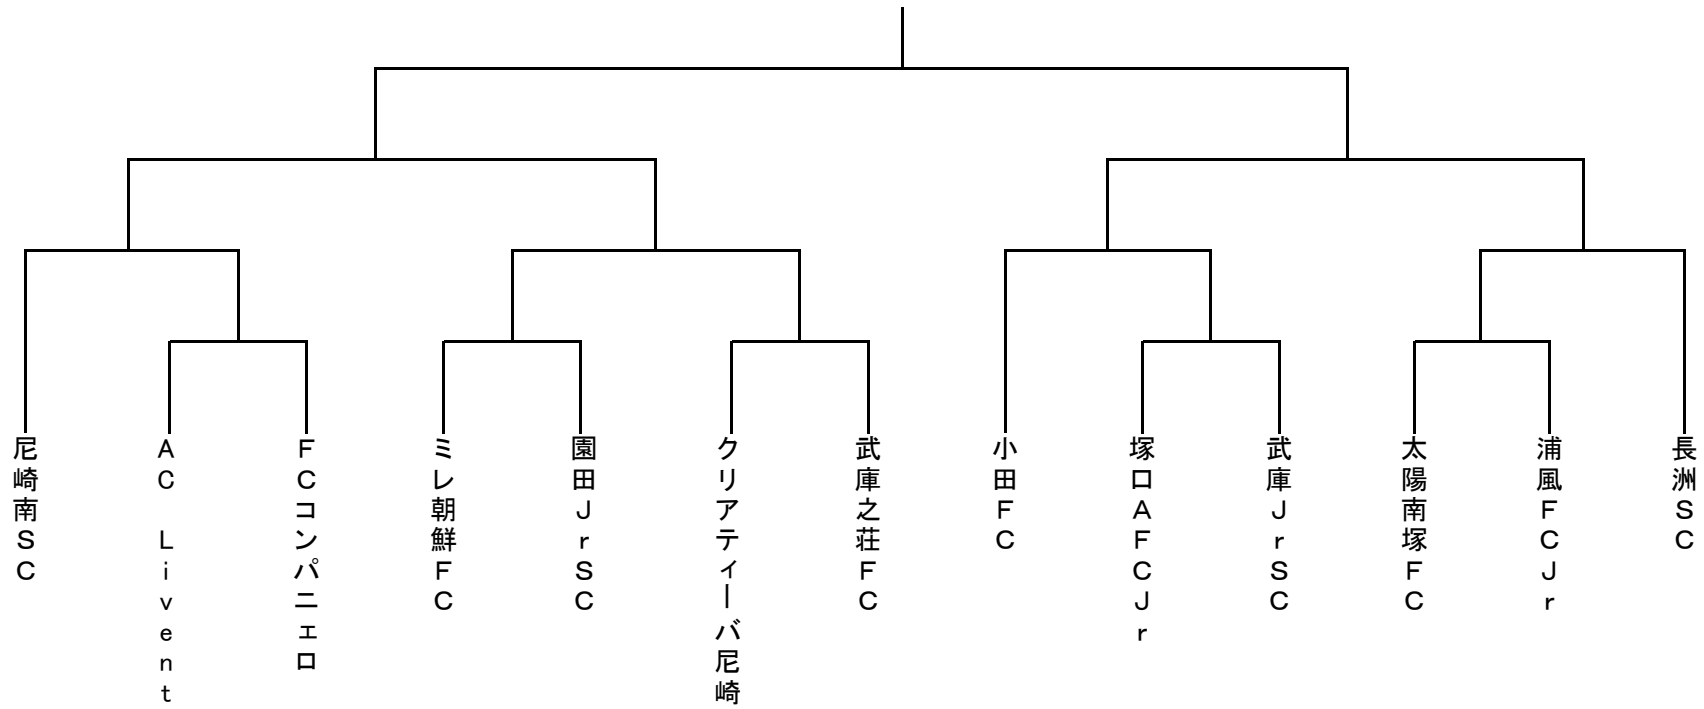 尼崎南ＳＣ
ＡＣ　Ｌｉｖｅｎｔ
ＦＣコンパニェロ
ミレ朝鮮ＦＣ
園田ＪｒＳＣ
クリアティーバ尼崎
武庫之荘ＦＣ
小田ＦＣ
塚口ＡＦＣＪｒ
武庫ＪｒＳＣ
太陽南塚ＦＣ
浦風ＦＣＪｒ
長洲ＳＣ